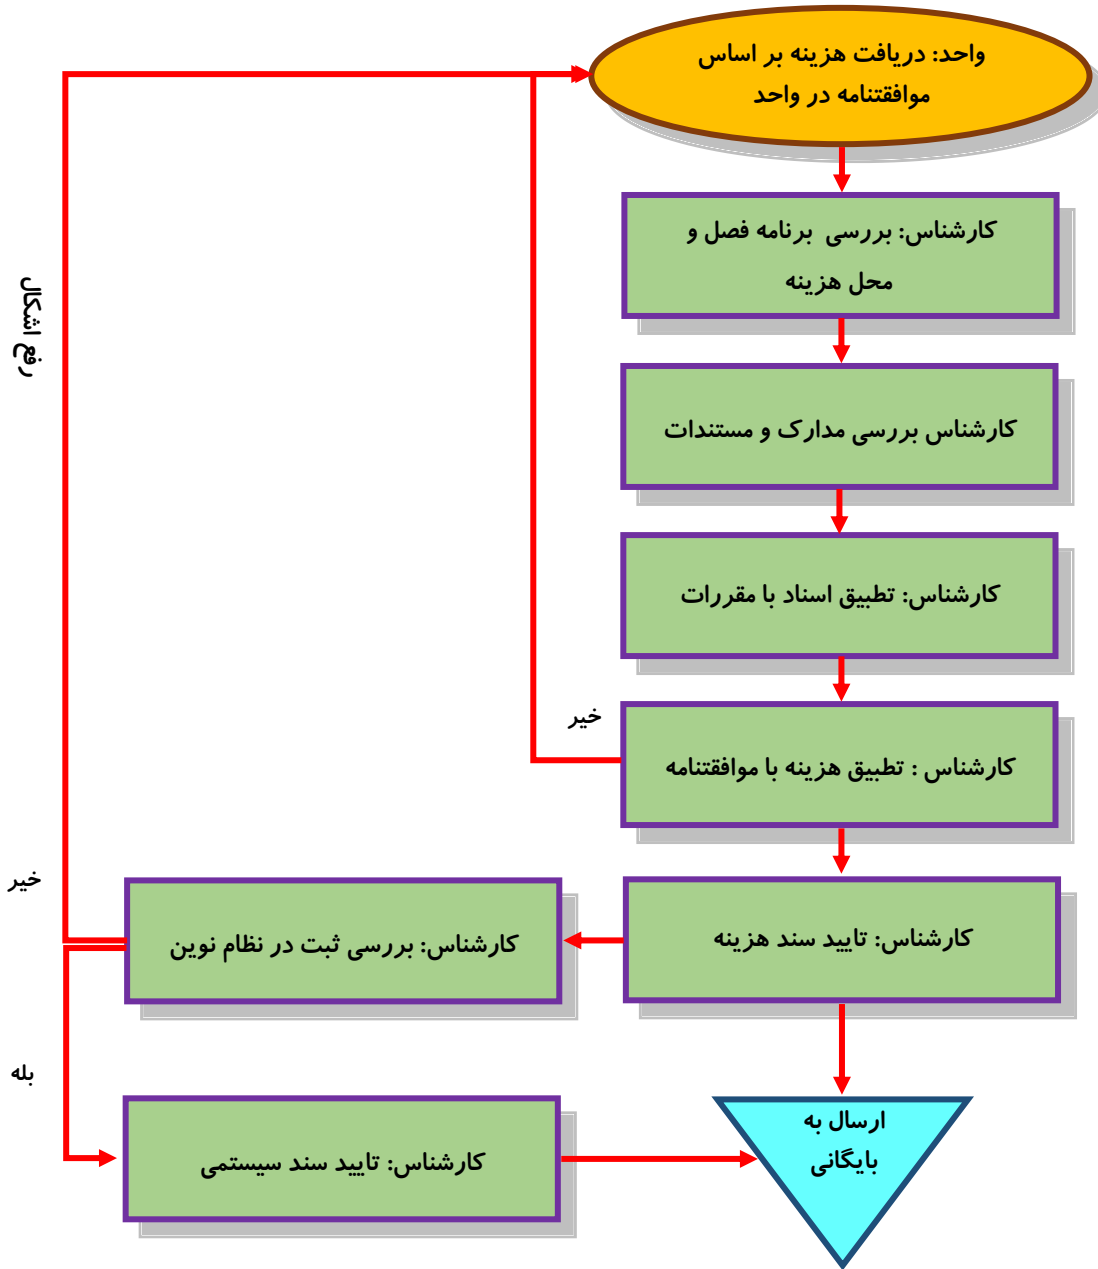 واحد: دریافت هزینه بر اساس
موافقتنامه در واحد
کارشناس: بررسی برنامه فصل و
محل هزینه
رفع اشکال
کارشناس بررسی مدارک و مستندات
کارشناس: تطبیق اسناد با مقررات
خیر
کارشناس : تطبیق هزینه با موافقتنامه
خیر
کارشناس: تایید سند هزینه
کارشناس: بررسی ثبت در نظام نوین
بله
ارسال به
بایگانی
کارشناس: تایید سند سیستمی